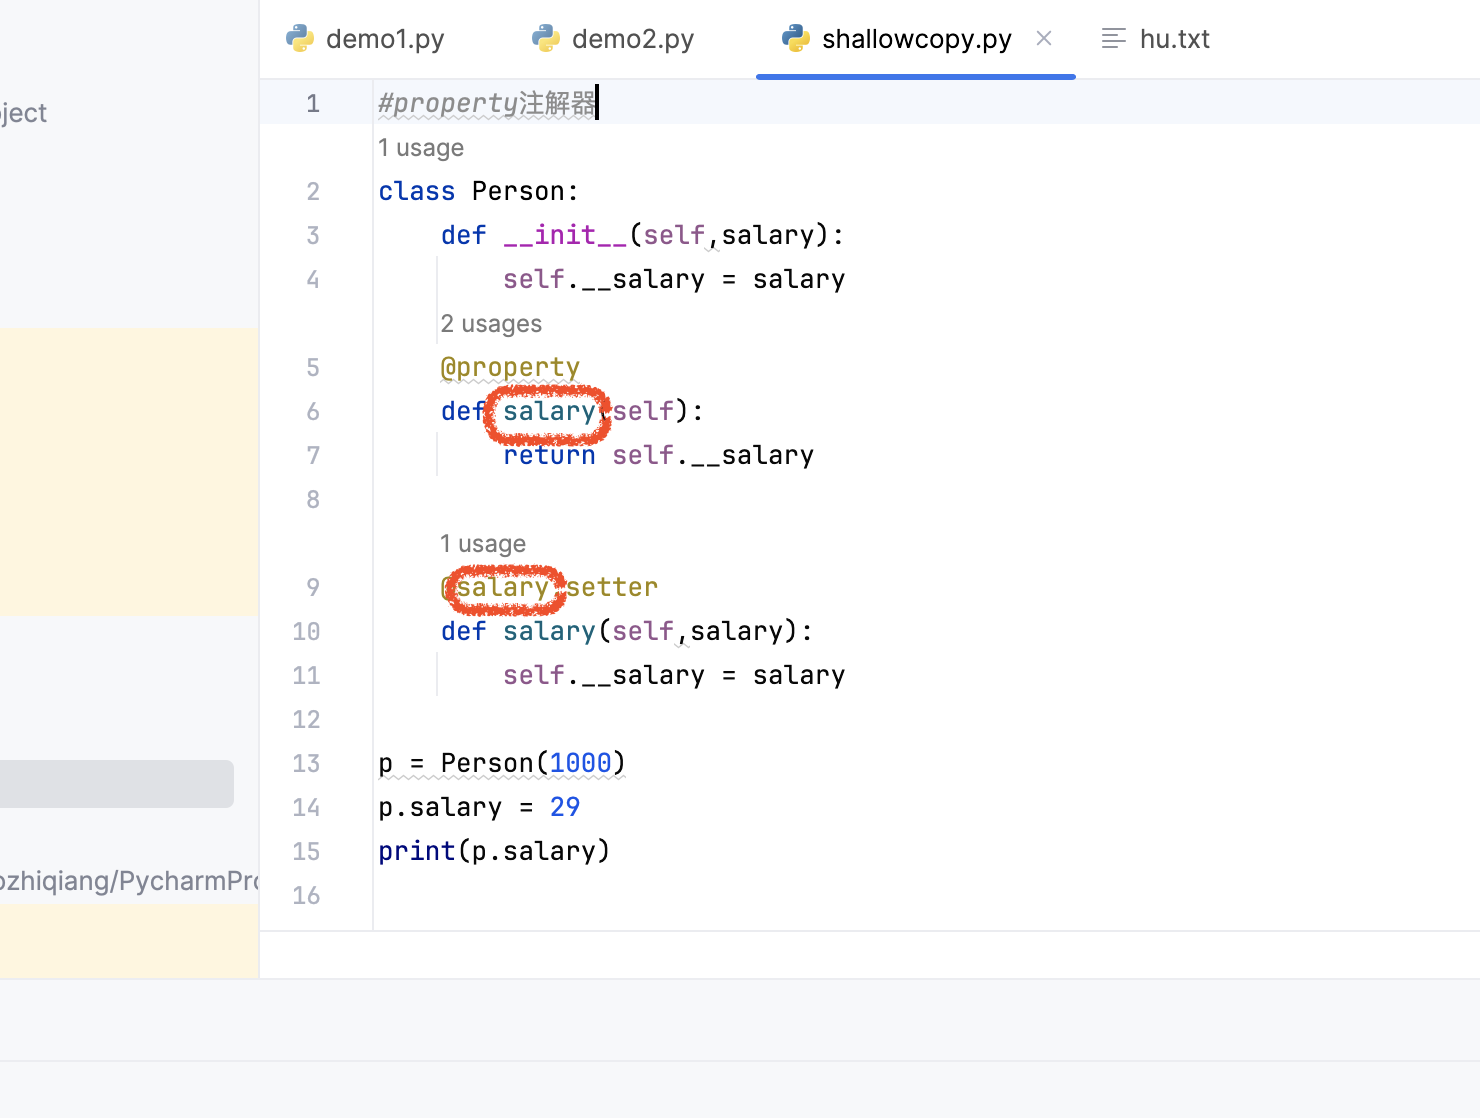 demo1.py demo2.py shallowcopy.py hu.txt
ject
1 #property注解器
1 usage
2 class Person:
3 def __init__(self,salary):
4 self.__salary = salary
2 usages
5 @property
6 def salary(self):
7 return self.__salary
8
1 usage
9 @salary.setter
10 def salary(self,salary):
11 self.__salary = salary
12
13 p = Person(1000)
14 p.salary = 29
15 print(p.salary)
ozhiqiang/PycharmPro
16